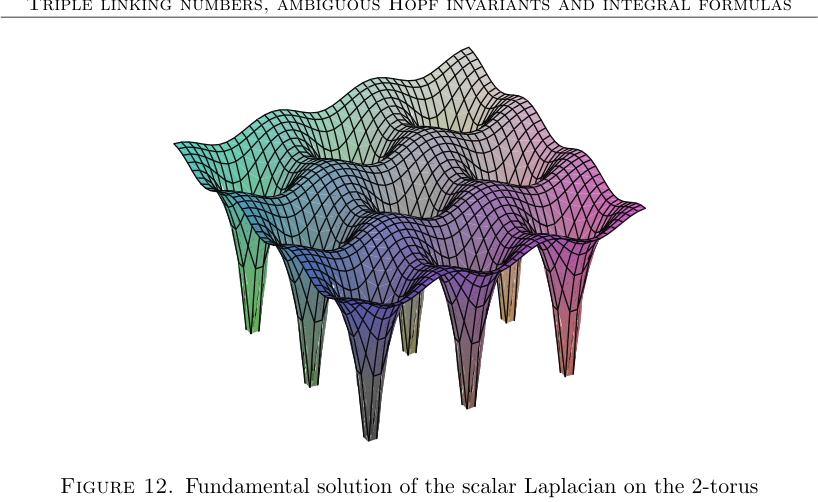 TRIPLE LINKING NUMBERS, AMBIGUOUS HOPF INVARIANTS AND INTEGRAL FORMULAS
FIGURE 12. Fundamental solution of the scalar Laplacian on the 2-torus